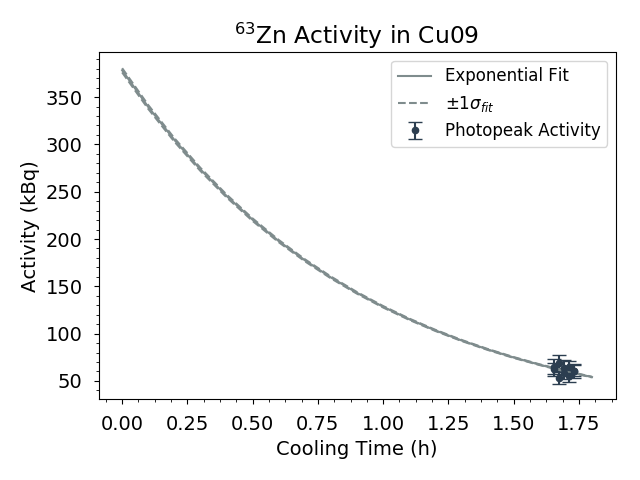 ⁶³Zn Activity in Cu09
Exponential Fit
±1σ_fit
Photopeak Activity
Activity (kBq)
350
300
250
200
150
100
50
0.00 0.25 0.50 0.75 1.00 1.25 1.50 1.75
Cooling Time (h)